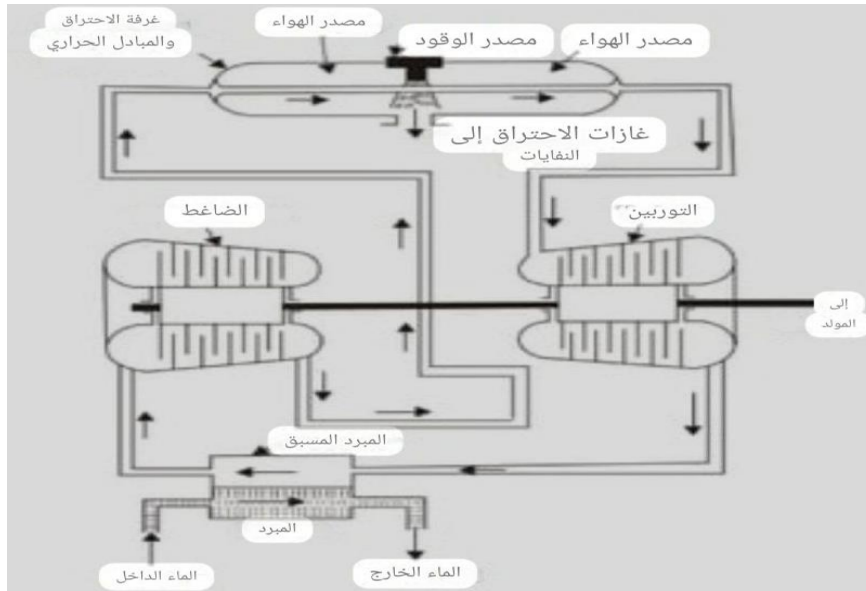 غرفة الاحتراق
والمبادل الحراري
مصدر الهواء
مصدر الوقود
مصدر الهواء
غازات الاحتراق إلى
النفايات
الضاغط
التوربين
إلى
المولد
المبرد المسبق
المبرد
الماء الداخل
الماء الخارج